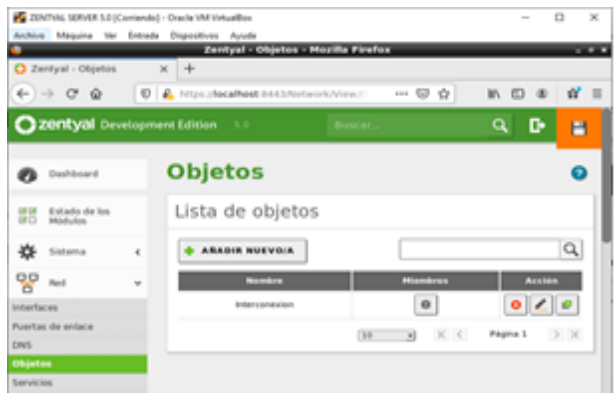 ZENTYAL SERVER 5.0 [Corriendo] - Oracle VM VirtualBox
Archivo Máquina Ver Entrada Dispositivos Ayuda
Zentyal - Objetos - Mozilla Firefox
Zentyal - Objetos
https://localhost:8443/Network/View/
zentyal Development Edition 5.0 Buscar...
Dashboard
Estado de los Módulos
Sistema
Red
Interfaces
Puertas de enlace
DNS
Objetos
Servicios
Objetos
Lista de objetos
AÑADIR NUEVO/A
Nombre Miembros Acción
Interconexion
10 Página 1